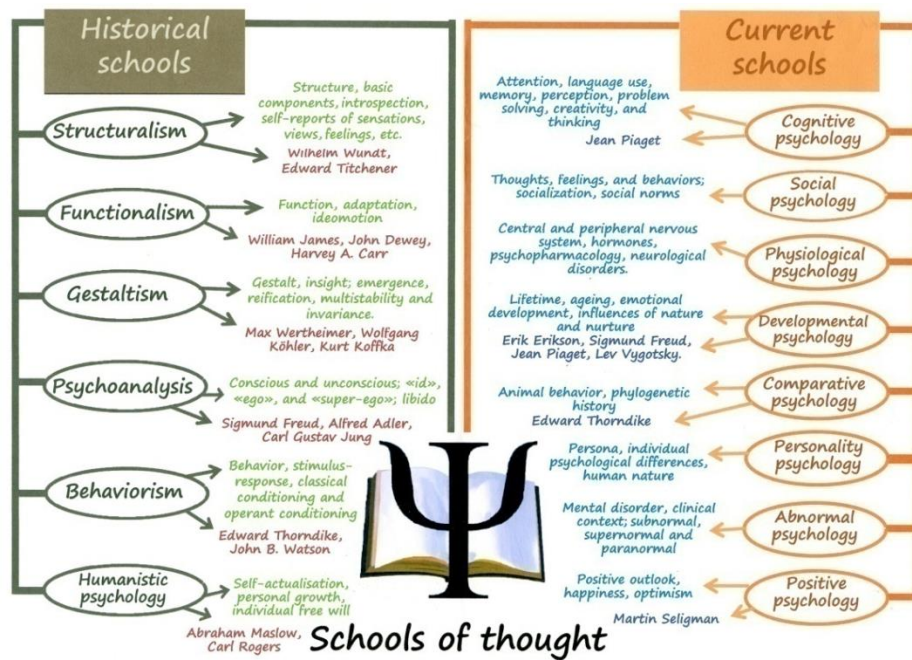 Historical
schools
Structuralism
Structure, basic
components, introspection,
self-reports of sensations,
views, feelings, etc.
Wilhelm Wundt,
Edward Titchener
Functionalism
Function, adaptation,
ideomotion
William James, John Dewey,
Harvey A. Carr
Gestaltism
Gestalt, insight; emergence,
reification, multistability and
invariance.
Max Wertheimer, Wolfgang
Köhler, Kurt Koffka
Psychoanalysis
Conscious and unconscious; «id»,
«ego», and «super-ego»; libido
Sigmund Freud, Alfred Adler,
Carl Gustav Jung
Behaviorism
Behavior, stimulus-
response, classical
conditioning and
operant conditioning
Edward Thorndike,
John B. Watson
Humanistic
psychology
Self-actualisation,
personal growth,
individual free will
Abraham Maslow,
Carl Rogers
Current
schools
Attention, language use,
memory, perception, problem
solving, creativity, and
thinking
Jean Piaget
Cognitive
psychology
Thoughts, feelings, and behaviors;
socialization, social norms
Social
psychology
Central and peripheral nervous
system, hormones,
psychopharmacology, neurological
disorders.
Physiological
psychology
Lifetime, ageing, emotional
development, influences of nature
and nurture
Erik Erikson, Sigmund Freud,
Jean Piaget, Lev Vygotsky.
Developmental
psychology
Animal behavior, phylogenetic
history
Edward Thorndike
Comparative
psychology
Persona, individual
psychological differences,
human nature
Personality
psychology
Mental disorder, clinical
context; subnormal,
supernormal and
paranormal
Abnormal
psychology
Positive outlook,
happiness, optimism
Martin Seligman
Positive
psychology
Ψ
Schools of thought